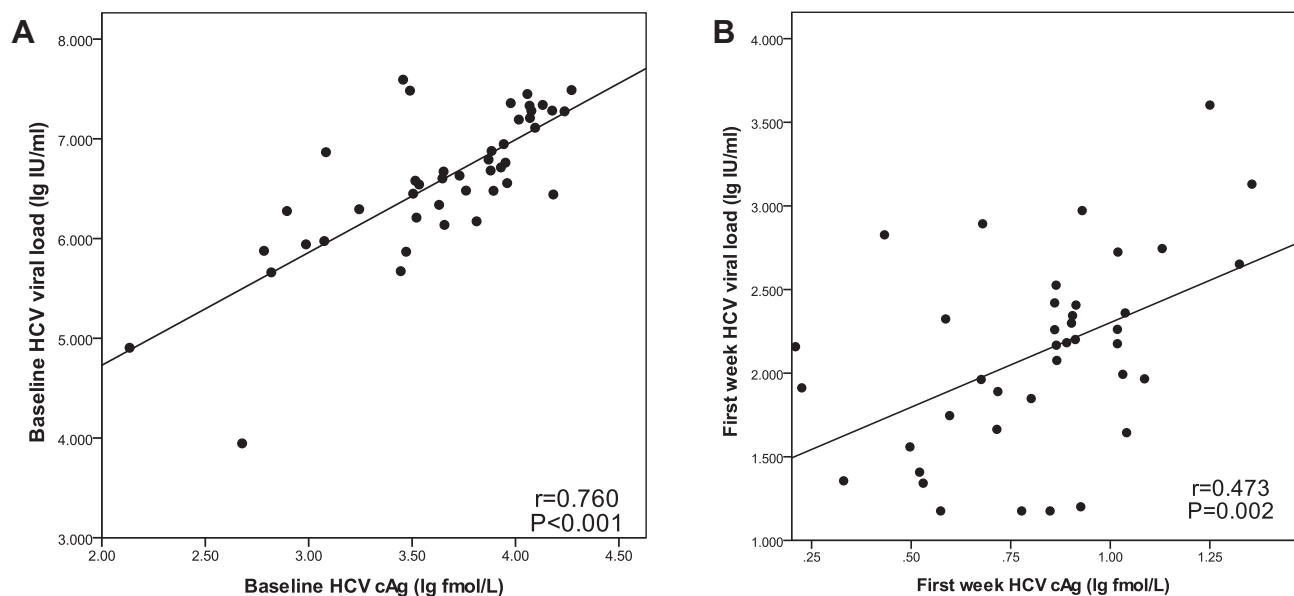 A
8.000
7.000
6.000
5.000
4.000
3.000
2.00 2.50 3.00 3.50 4.00 4.50
Baseline HCV viral load (lg IU/ml)
Baseline HCV cAg (lg fmol/L)
r=0.760
P<0.001
B
4.000
3.500
3.000
2.500
2.000
1.500
1.000
.25 .50 .75 1.00 1.25
First week HCV viral load (lg IU/ml)
First week HCV cAg (lg fmol/L)
r=0.473
P=0.002